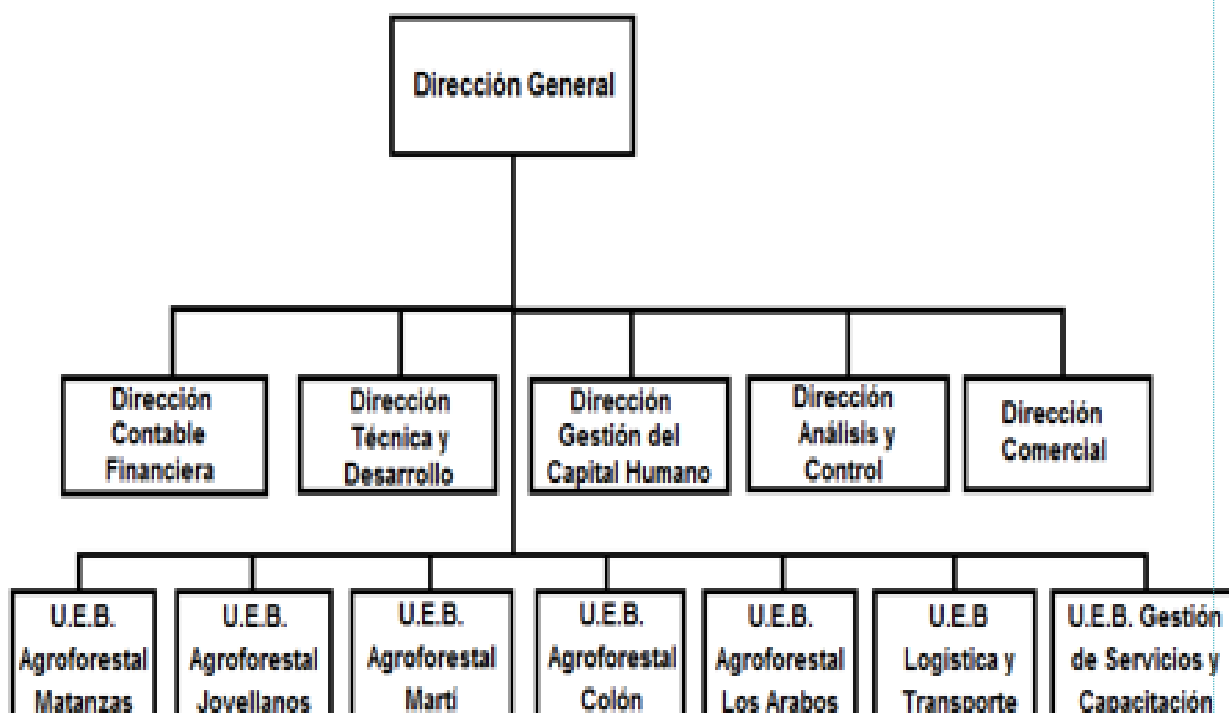 Dirección General
Dirección
Contable
Financiera
Dirección
Técnica y
Desarrollo
Dirección
Gestión del
Capital Humano
Dirección
Análisis y
Control
Dirección
Comercial
U.E.B.
Agroforestal
Matanzas
U.E.B.
Agroforestal
Jovellanos
U.E.B.
Agroforestal
Martí
U.E.B.
Agroforestal
Colón
U.E.B.
Agroforestal
Los Arabos
U.E.B
Logística y
Transporte
U.E.B. Gestión
de Servicios y
Capacitación